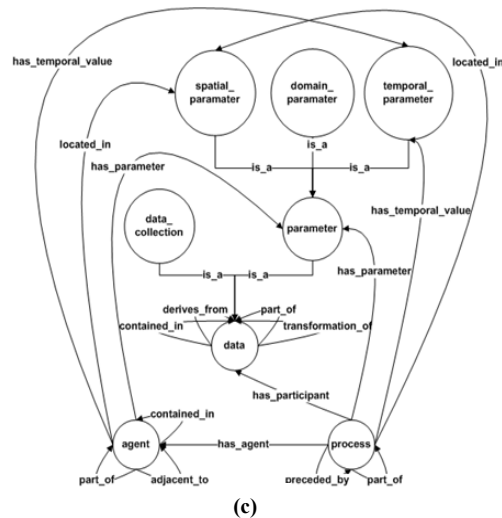 has_temporal_value
located_in
spatial_
paramater
domain_
paramater
temporal_
parameter
located_in
is_a
has_parameter
is_a
is_a
has_temporal_value
data_
collection
parameter
has_parameter
is_a
is_a
derives_from
part_of
contained_in
transformation_of
data
has_participant
contained_in
agent
has_agent
process
part_of
adjacent_to
preceded_by
part_of
(c)